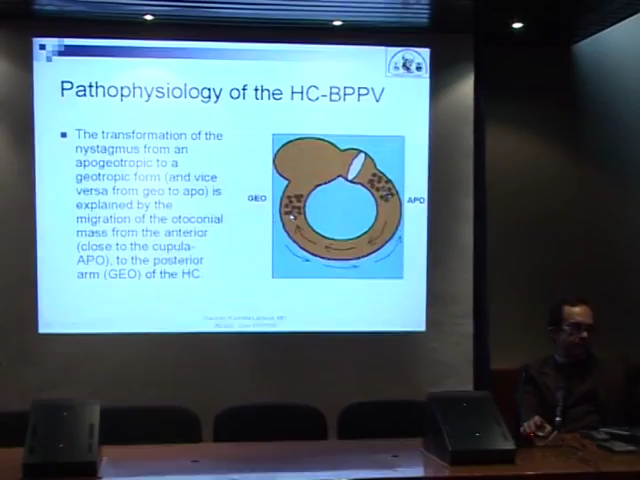 Pathophysiology of the HC-BPPV
The transformation of the
nystagmus from an
apogeotropic to a
geotropic form (and vice
versa from geo to apo) is
explained by the
migration of the otoconial
mass from the anterior
(close to the cupula-
APO), to the posterior
arm (GEO) of the HC.
GEO
APO